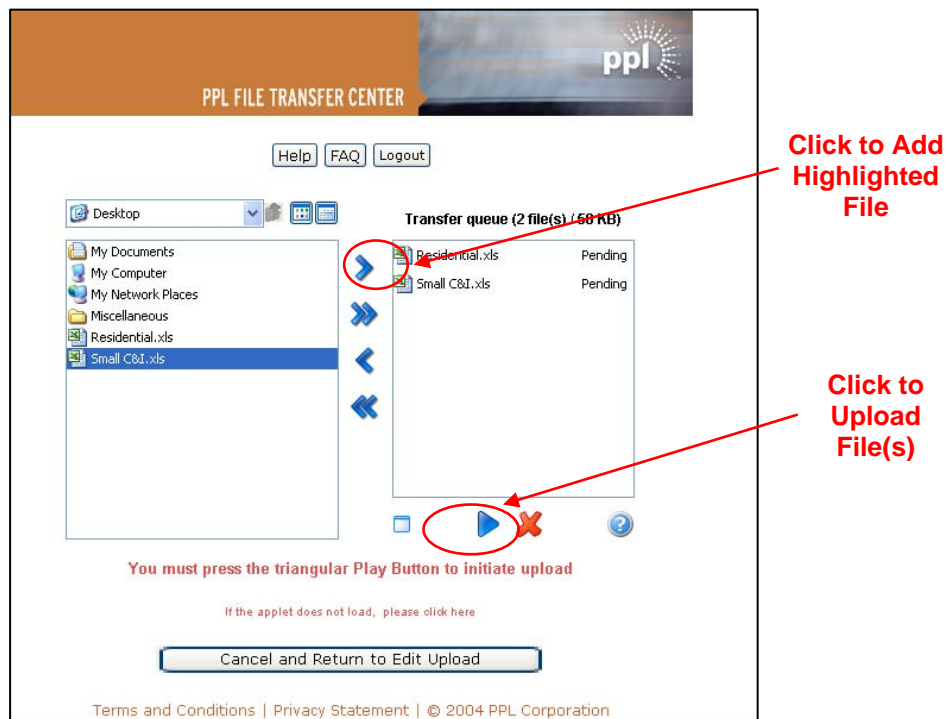 ppl
PPL FILE TRANSFER CENTER
Help FAQ Logout
Click to Add
Highlighted
File
Desktop
Transfer queue (2 file(s) / 58 KB)
My Documents
My Computer
My Network Places
Miscellaneous
Residential.xls
Small C&I.xls
Residential.xls Pending
Small C&I.xls Pending
Click to
Upload
File(s)
You must press the triangular Play Button to initiate upload
If the applet does not load, please click here
Cancel and Return to Edit Upload
Terms and Conditions | Privacy Statement | © 2004 PPL Corporation